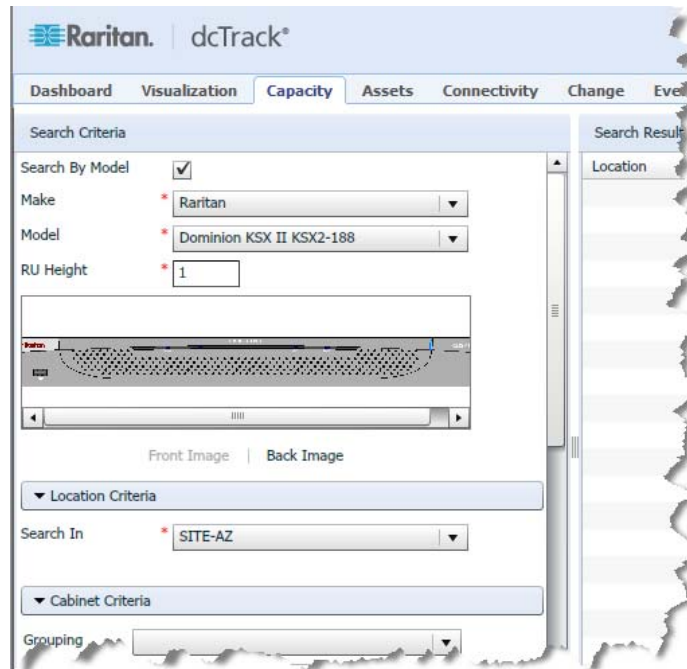 Raritan. dcTrack®
Dashboard Visualization Capacity Assets Connectivity Change
Search Criteria
Search By Model
Make * Raritan
Model * Dominion KSX II KSX2-188
RU Height * 1
Raritan
Front Image | Back Image
Location Criteria
Search In * SITE-AZ
Cabinet Criteria
Grouping
Search Result
Location